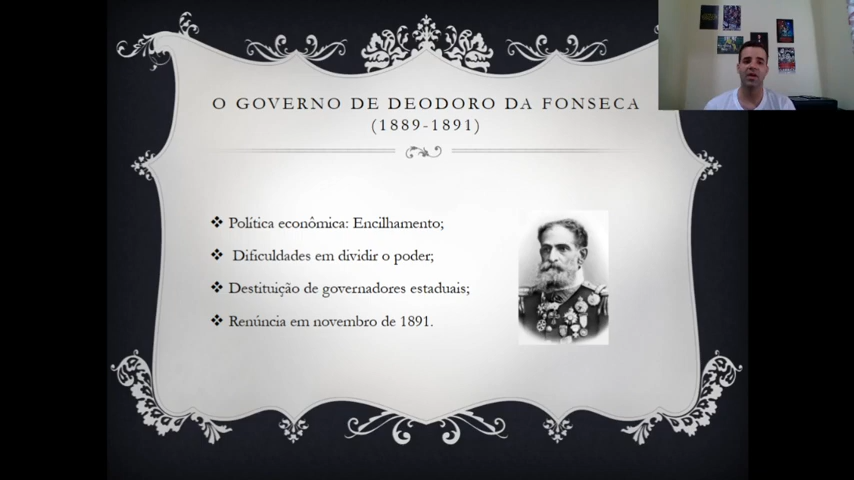 O GOVERNO DE DEODORO DA FONSECA
(1889-1891)
❖ Política econômica: Encilhamento;
❖ Dificuldades em dividir o poder;
❖ Destituição de governadores estaduais;
❖ Renúncia em novembro de 1891.